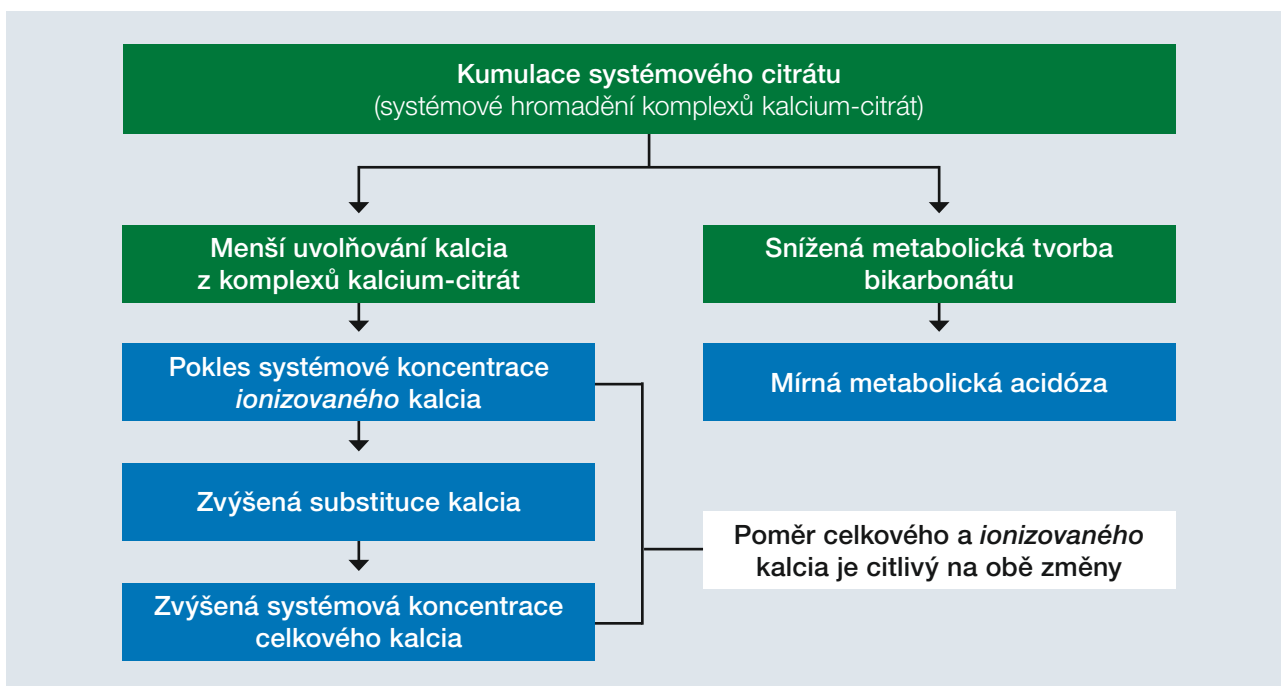 Kumulace systémového citrátu
(systémové hromadění komplexů kalcium-citrát)
Menší uvolňování kalcia
z komplexů kalcium-citrát
Snížená metabolická tvorba
bikarbonátu
Pokles systémové koncentrace
ionizovaného kalcia
Mírná metabolická acidóza
Zvýšená substituce kalcia
Poměr celkového a ionizovaného
kalcia je citlivý na obě změny
Zvýšená systémová koncentrace
celkového kalcia